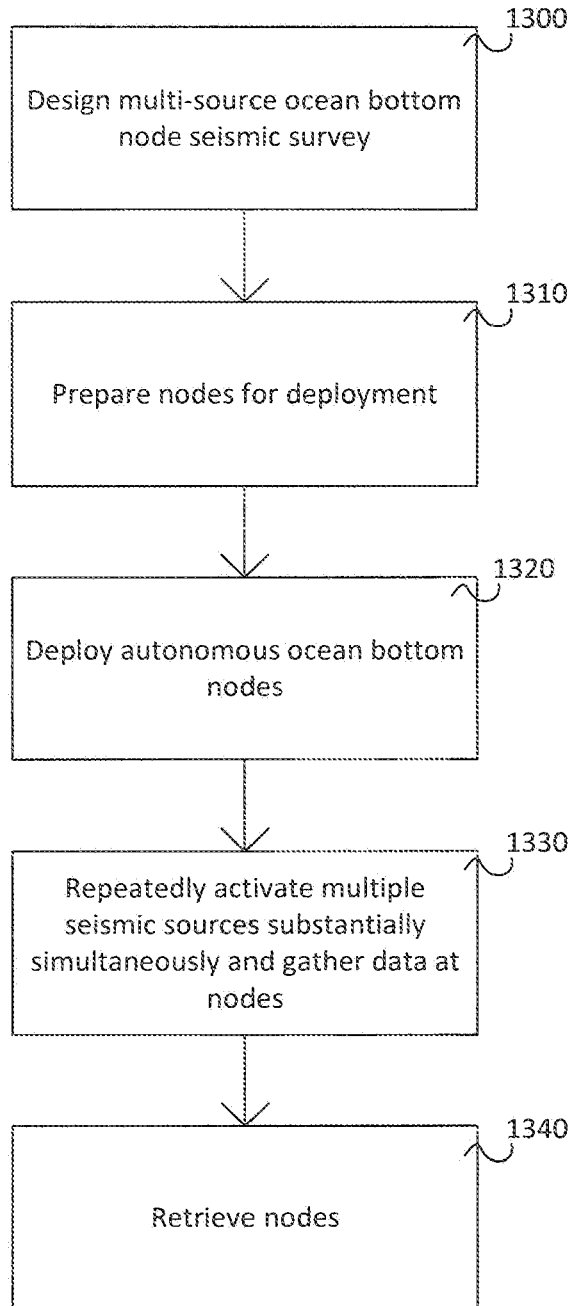 1300
Design multi-source ocean bottom
node seismic survey
1310
Prepare nodes for deployment
1320
Deploy autonomous ocean bottom
nodes
1330
Repeatedly activate multiple
seismic sources substantially
simultaneously and gather data at
nodes
1340
Retrieve nodes